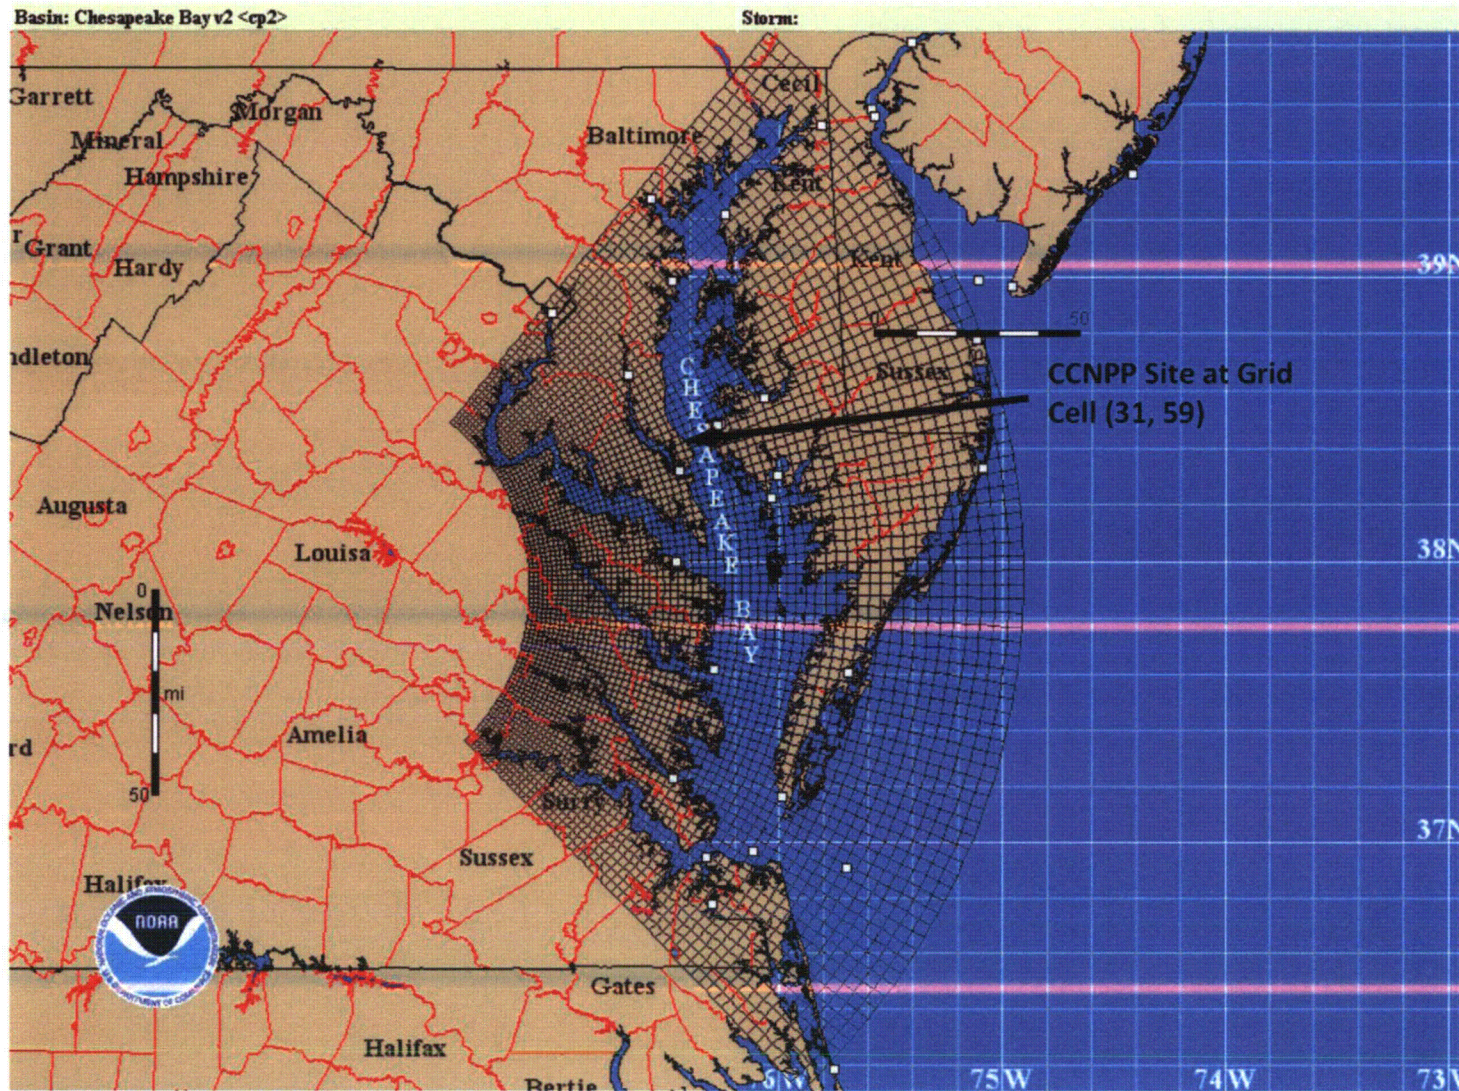 Basin: Chesapeake Bay v2 <cp2>
Storm:
Garrett
Cecil
Morgan
Mineral
Baltimore
Hampshire
Kent
Grant
Kent
Hardy
39N
0
50
ndleton
Sussex
CCNPP Site at Grid
Cell (31, 59)
CHESAPEAKE
BAY
Augusta
Louisa
38N
0
Nelson
mi
Amelia
rd
50
Surry
37N
Sussex
Halifax
NOAA
Gates
Halifax
Bertie
6W
75W
74W
73W